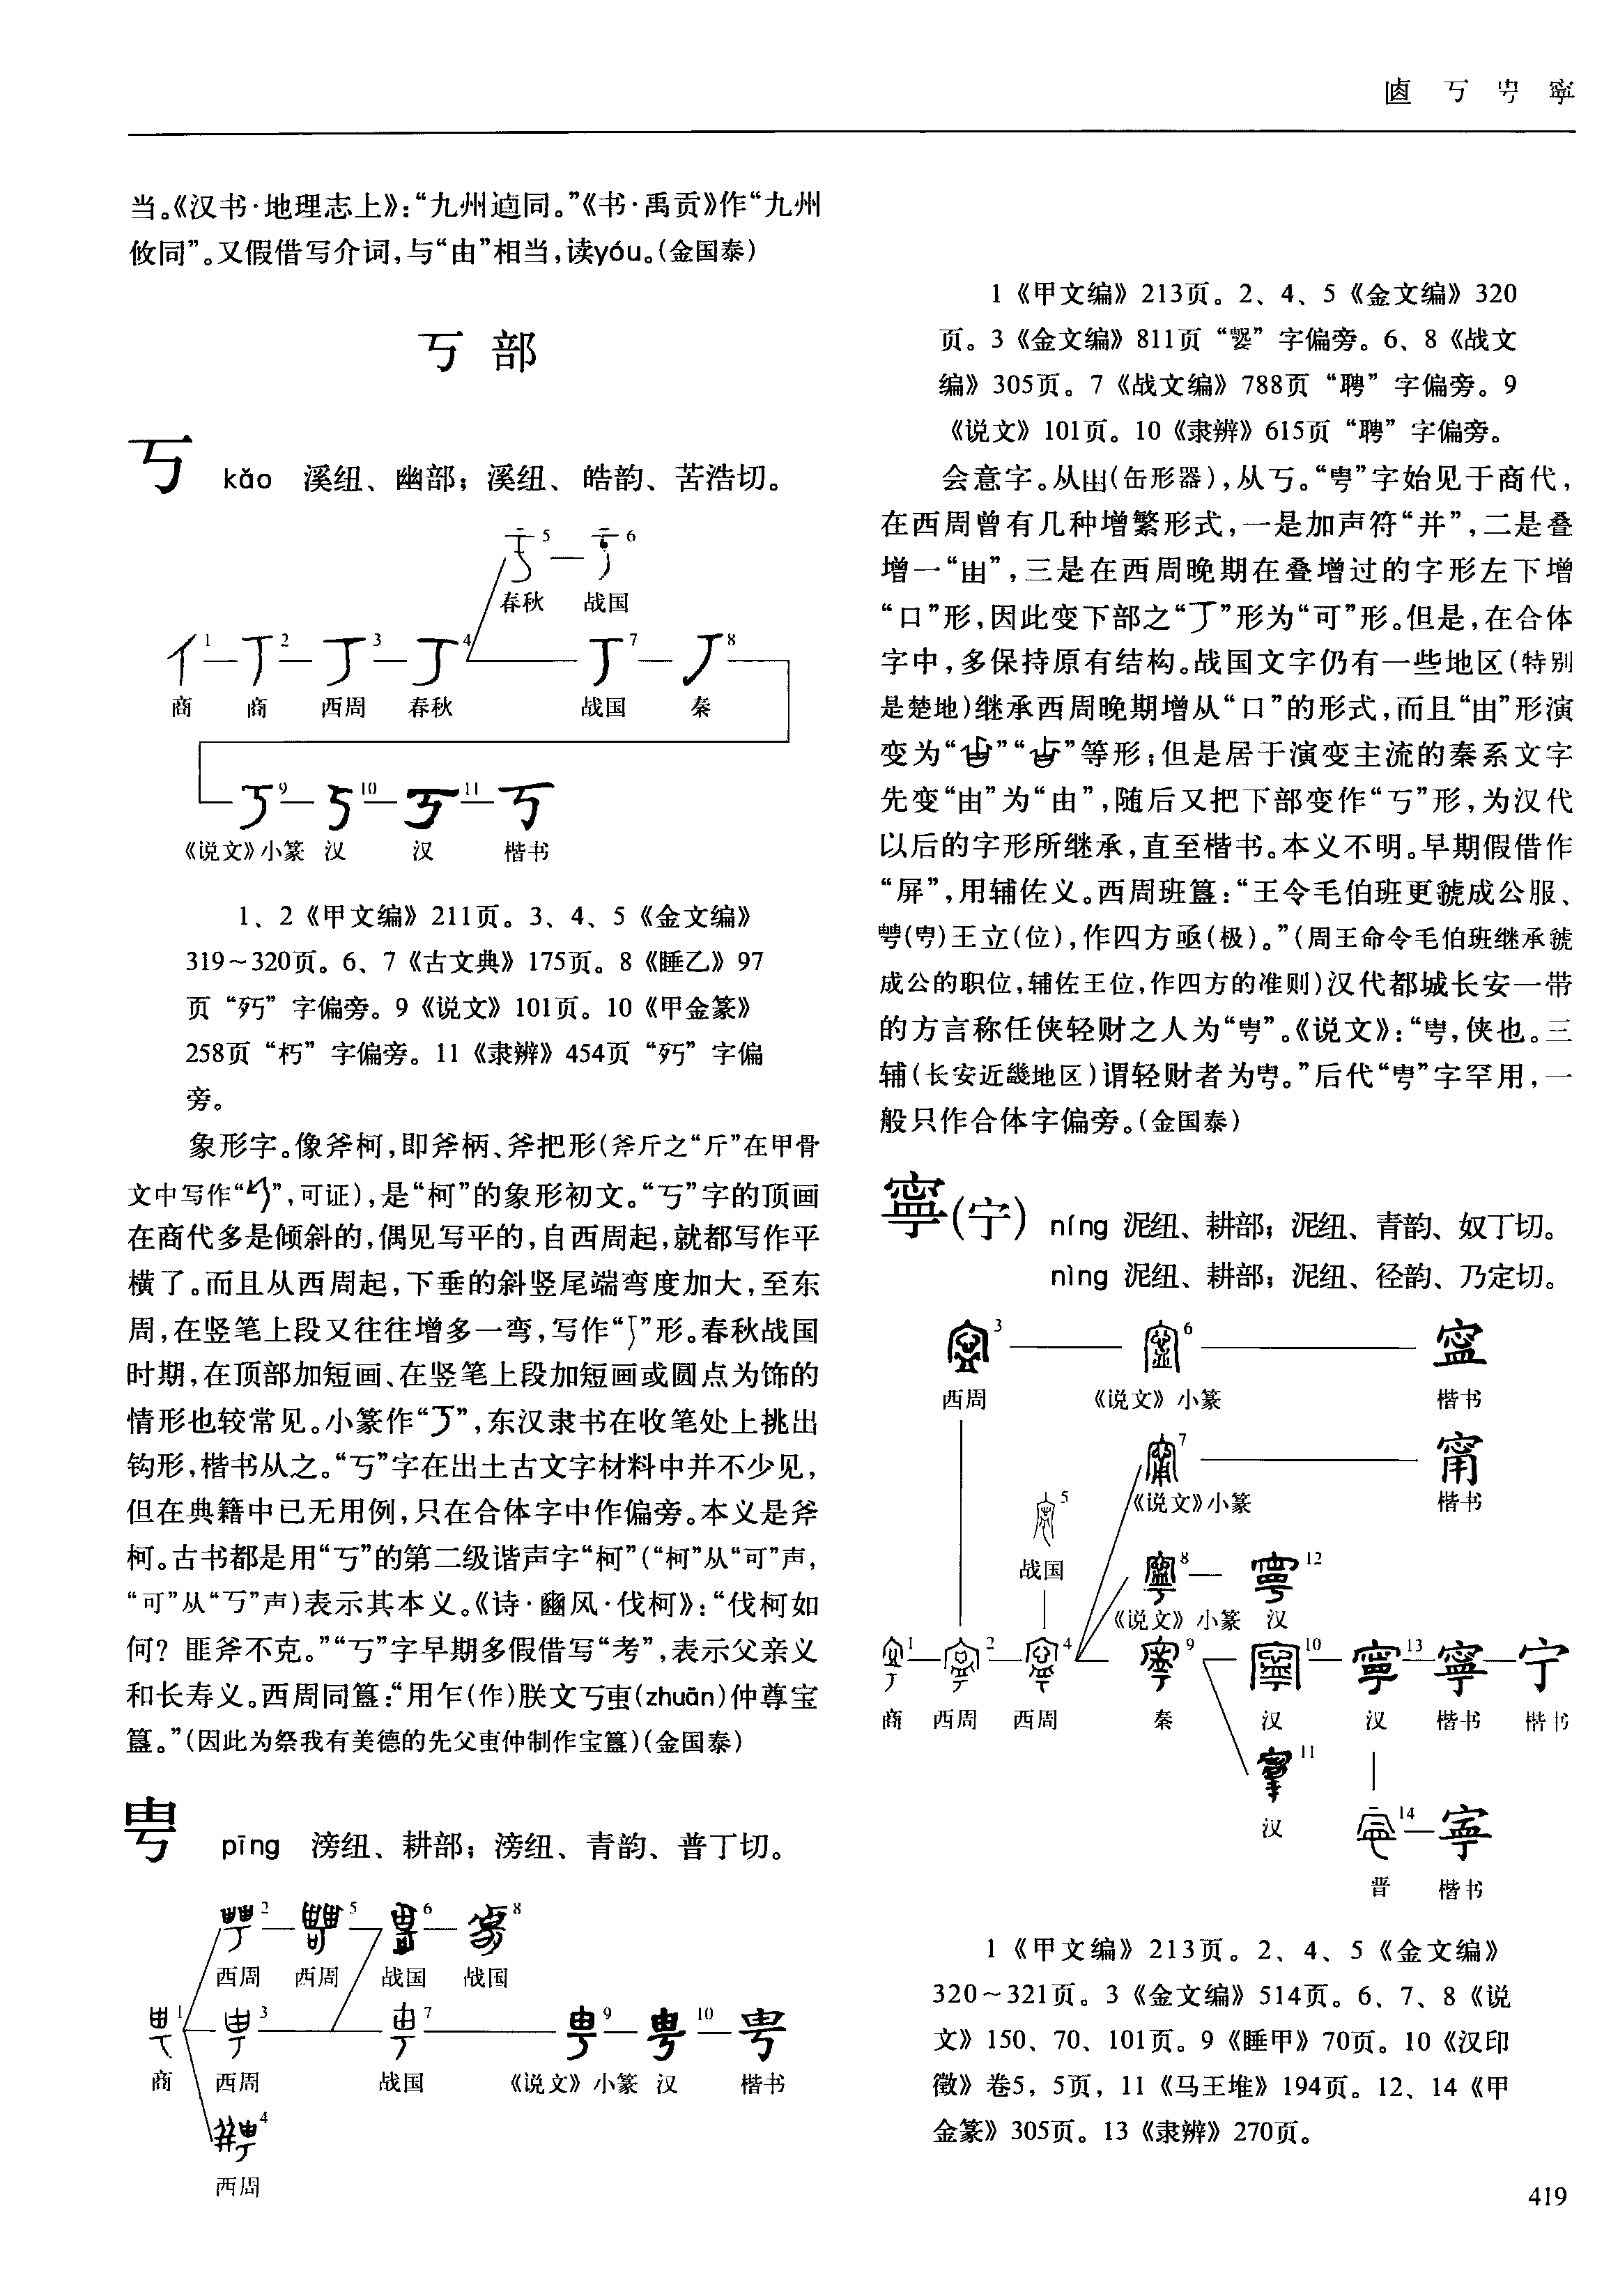 丂 甹 寧
当。《汉书·地理志上》：“九州逌同。”《书·禹贡》作“九州
攸同”。又假借写介词，与“由”相当，读yóu。（金国泰）
丂 部
丂 kǎo 溪纽、幽部；溪纽、皓韵、苦浩切。
5 6
春秋 战国
1 2 3 4 7 8
商 商 西周 春秋 战国 秦
9 10 11 丂
《说文》小篆 汉 汉 楷书
1、2《甲文编》211页。3、4、5《金文编》
319～320页。6、7《古文典》175页。8《睡乙》97
页“㱙”字偏旁。9《说文》101页。10《甲金篆》
258页“朽”字偏旁。11《隶辨》454页“㱙”字偏
旁。
象形字。像斧柯，即斧柄、斧把形（斧斤之“斤”在甲骨
文中写作“”，可证），是“柯”的象形初文。“丂”字的顶画
在商代多是倾斜的，偶见写平的，自西周起，就都写作平
横了。而且从西周起，下垂的斜竖尾端弯度加大，至东
周，在竖笔上段又往往增多一弯，写作“”形。春秋战国
时期，在顶部加短画、在竖笔上段加短画或圆点为饰的
情形也较常见。小篆作“”，东汉隶书在收笔处上挑出
钩形，楷书从之。“丂”字在出土古文字材料中并不少见，
但在典籍中已无用例，只在合体字中作偏旁。本义是斧
柯。古书都是用“丂”的第二级谐声字“柯”（“柯”从“可”声，
“可”从“丂”声）表示其本义。《诗·豳风·伐柯》：“伐柯如
何？匪斧不克。”“丂”字早期多假借写“考”，表示父亲义
和长寿义。西周同簋：“用乍（作）朕文丂叀（zhuān）仲尊宝
簋。”（因此为祭我有美德的先父叀仲制作宝簋）（金国泰）
甹 pīng 滂纽、耕部；滂纽、青韵、普丁切。
2 5 6 8
西周 西周 战国 战国
1 3 7 9 10 甹
商 西周 战国 《说文》小篆 汉 楷书
4
西周
1《甲文编》213页。2、4、5《金文编》320
页。3《金文编》811页“”字偏旁。6、8《战文
编》305页。7《战文编》788页“聘”字偏旁。9
《说文》101页。10《隶辨》615页“聘”字偏旁。
会意字。从（缶形器），从丂。“甹”字始见于商代，
在西周曾有几种增繁形式，一是加声符“并”，二是叠
增一“”，三是在西周晚期在叠增过的字形左下增
“口”形，因此变下部之“”形为“可”形。但是，在合体
字中，多保持原有结构。战国文字仍有一些地区（特别
是楚地）继承西周晚期增从“口”的形式，而且“”形演
变为“”“”等形；但是居于演变主流的秦系文字
先变“”为“由”，随后又把下部变作“丂”形，为汉代
以后的字形所继承，直至楷书。本义不明。早期假借作
“屏”，用辅佐义。西周班簋：“王令毛伯班更虢成公服、
（甹）王立（位），作四方亟（极）。”（周王命令毛伯班继承虢
成公的职位，辅佐王位，作四方的准则）汉代都城长安一带
的方言称任侠轻财之人为“甹”。《说文》：“甹，侠也。三
辅（长安近畿地区）谓轻财者为甹。”后代“甹”字罕用，一
般只作合体字偏旁。（金国泰）
寧（宁） níng 泥纽、耕部；泥纽、青韵、奴丁切。
nìng 泥纽、耕部；泥纽、径韵、乃定切。
3 6 寍
西周 《说文》小篆 楷书
7 甯
《说文》小篆 楷书
5
战国
8 12
《说文》小篆 汉
1 2 4 9 10 13 寧 宁
商 西周 西周 秦 汉 汉 楷书 楷书
11
汉
14
晋 楷书
1《甲文编》213页。2、4、5《金文编》
320～321页。3《金文编》514页。6、7、8《说
文》150、70、101页。9《睡甲》70页。10《汉印
徵》卷5，5页，11《马王堆》194页。12、14《甲
金篆》305页。13《隶辨》270页。
419